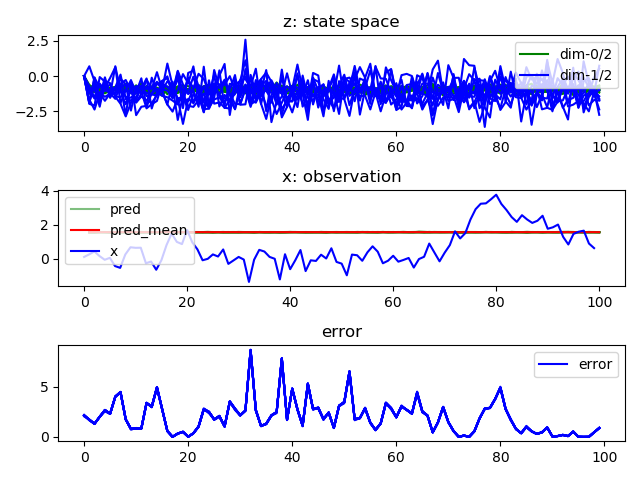 z: state space
2.5
0.0
−2.5
dim-0/2
dim-1/2
0 20 40 60 80 100
x: observation
4
2
0
pred
pred_mean
x
0 20 40 60 80 100
error
5
0
error
0 20 40 60 80 100